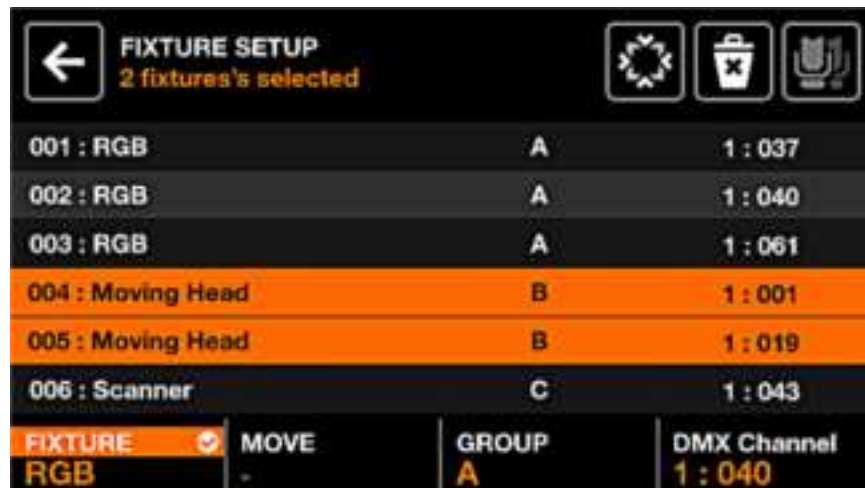 FIXTURE SETUP
2 fixtures's selected
001 : RGB A 1 : 037
002 : RGB A 1 : 040
003 : RGB A 1 : 061
004 : Moving Head B 1 : 001
005 : Moving Head B 1 : 019
006 : Scanner C 1 : 043
FIXTURE MOVE GROUP DMX Channel
RGB - A 1 : 040